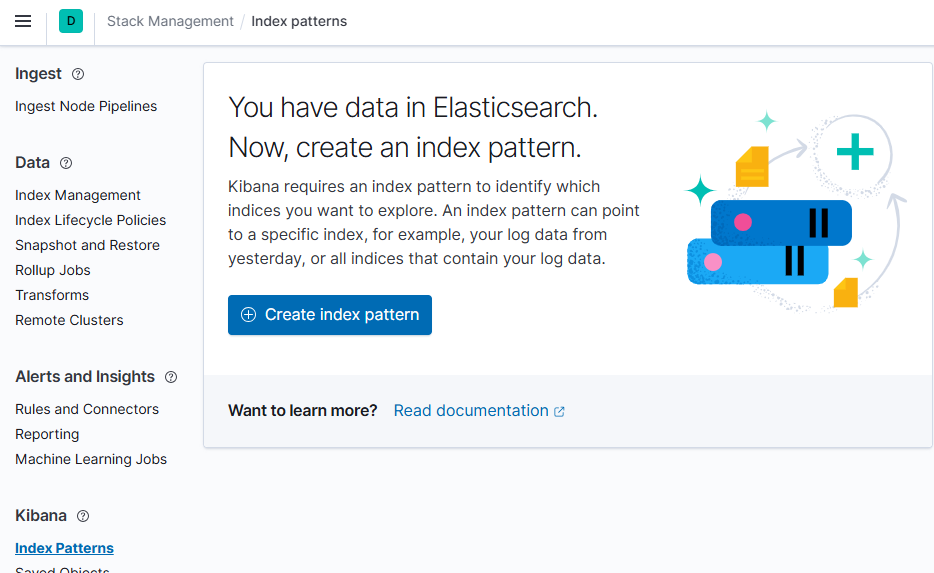 D
Stack Management / Index patterns
Ingest
Ingest Node Pipelines
Data
Index Management
Index Lifecycle Policies
Snapshot and Restore
Rollup Jobs
Transforms
Remote Clusters
Alerts and Insights
Rules and Connectors
Reporting
Machine Learning Jobs
Kibana
Index Patterns
Saved Objects
You have data in Elasticsearch.
Now, create an index pattern.
Kibana requires an index pattern to identify which
indices you want to explore. An index pattern can point
to a specific index, for example, your log data from
yesterday, or all indices that contain your log data.
Create index pattern
Want to learn more? Read documentation